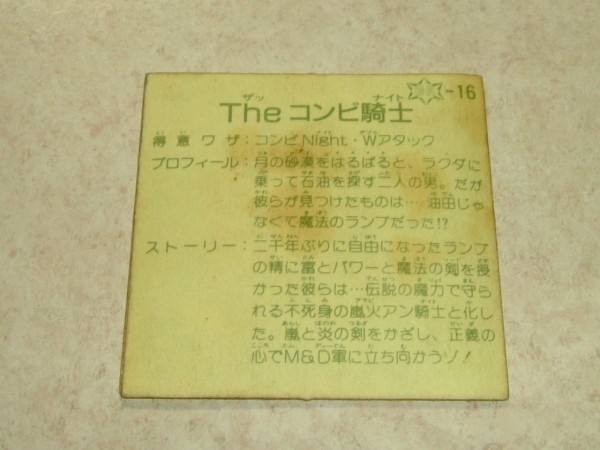 Theコンビ騎士 -16
得意ワザ：コンビNight・Wアタック
プロフィール：月の砂漠をはるばると、ラクダに
乗って石油を探す二人の男。だが
彼らが見つけたものは…油田じゃ
なくて魔法のランプだった!?
ストーリー：二千年ぶりに自由になったランプ
の精に富とパワーと魔法の剣を授
かった彼らは…伝説の魔力で守ら
れる不死身の嵐火アン騎士と化し
た。嵐と炎の剣をかざし、正義の
心でM&D軍に立ち向かうゾ！